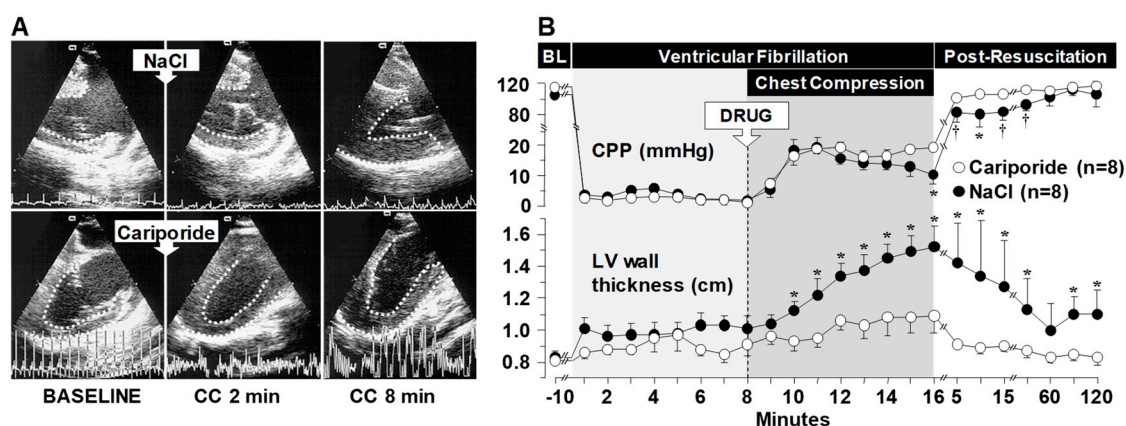 A
NaCl
Cariporide
BASELINE
CC 2 min
CC 8 min
B
BL
Ventricular Fibrillation
Post-Resuscitation
Chest Compression
DRUG
CPP (mmHg)
Cariporide (n=8)
NaCl (n=8)
LV wall
thickness (cm)
120
80
20
10
0
1.6
1.4
1.2
1.0
0.8
† * † †
*
* * * * * * * * * * * * *
-10 2 4 6 8 10 12 14 16 5 15 60 120
Minutes